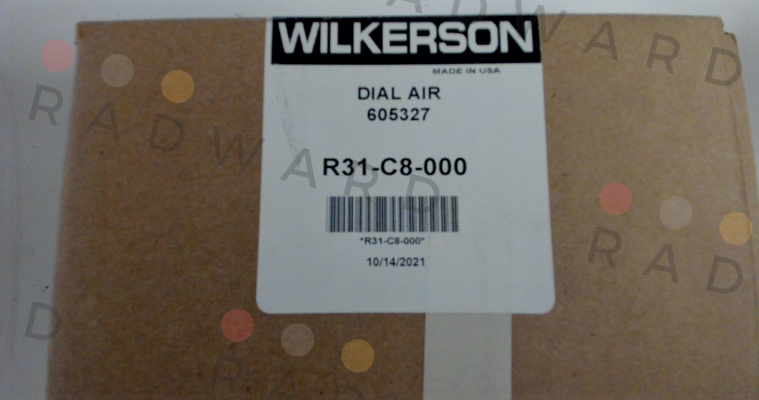 WILKERSON
MADE IN USA
DIAL AIR
605327
R31-C8-000
*R31-C8-000*
10/14/2021
RADWARD
RADWARD
WARD
RAD
D
RAD